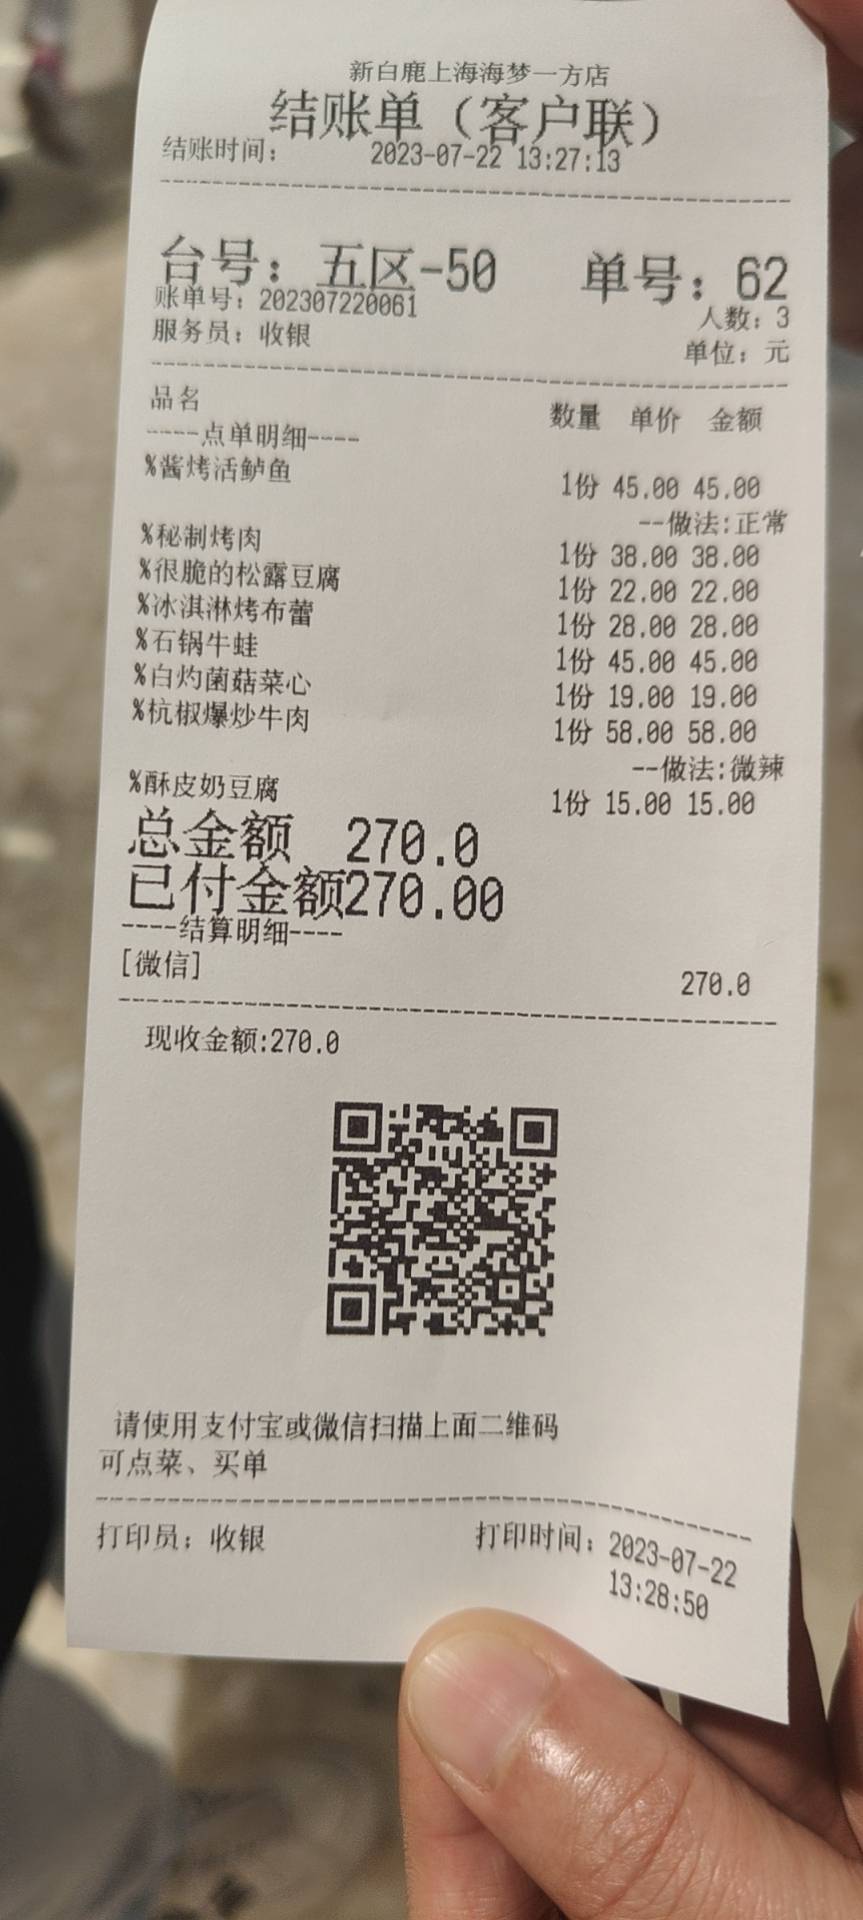 新白鹿上海海梦一方店
结账单（客户联）
结账时间： 2023-07-22 13:27:13
台号：五区-50 单号：62
账单号：202307220061 人数：3
服务员：收银 单位：元
品名 数量 单价 金额
-----点单明细----
%酱烤活鲈鱼 1份 45.00 45.00
--做法:正常
%秘制烤肉 1份 38.00 38.00
%很脆的松露豆腐 1份 22.00 22.00
%冰淇淋烤布蕾 1份 28.00 28.00
%石锅牛蛙 1份 45.00 45.00
%白灼菌菇菜心 1份 19.00 19.00
%杭椒爆炒牛肉 1份 58.00 58.00
--做法:微辣
%酥皮奶豆腐 1份 15.00 15.00
总金额 270.0
已付金额270.00
----结算明细----
[微信] 270.0
现收金额:270.0
请使用支付宝或微信扫描上面二维码
可点菜、买单
打印员：收银 打印时间：2023-07-22
13:28:50